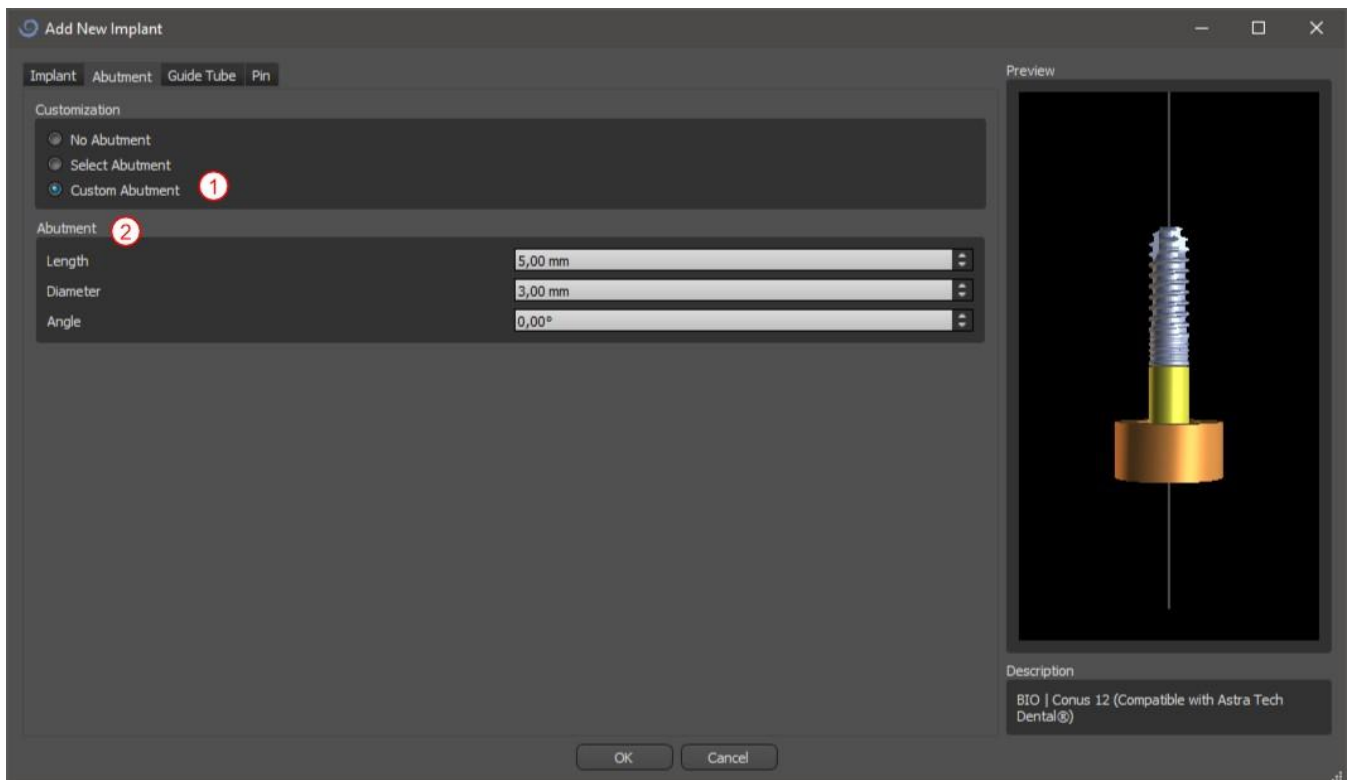 Add New Implant
Implant Abutment Guide Tube Pin
Customization
No Abutment
Select Abutment
Custom Abutment 1
Abutment 2
Length 5,00 mm
Diameter 3,00 mm
Angle 0,00°
Preview
Description
BIO | Conus 12 (Compatible with Astra Tech
Dental®)
OK Cancel